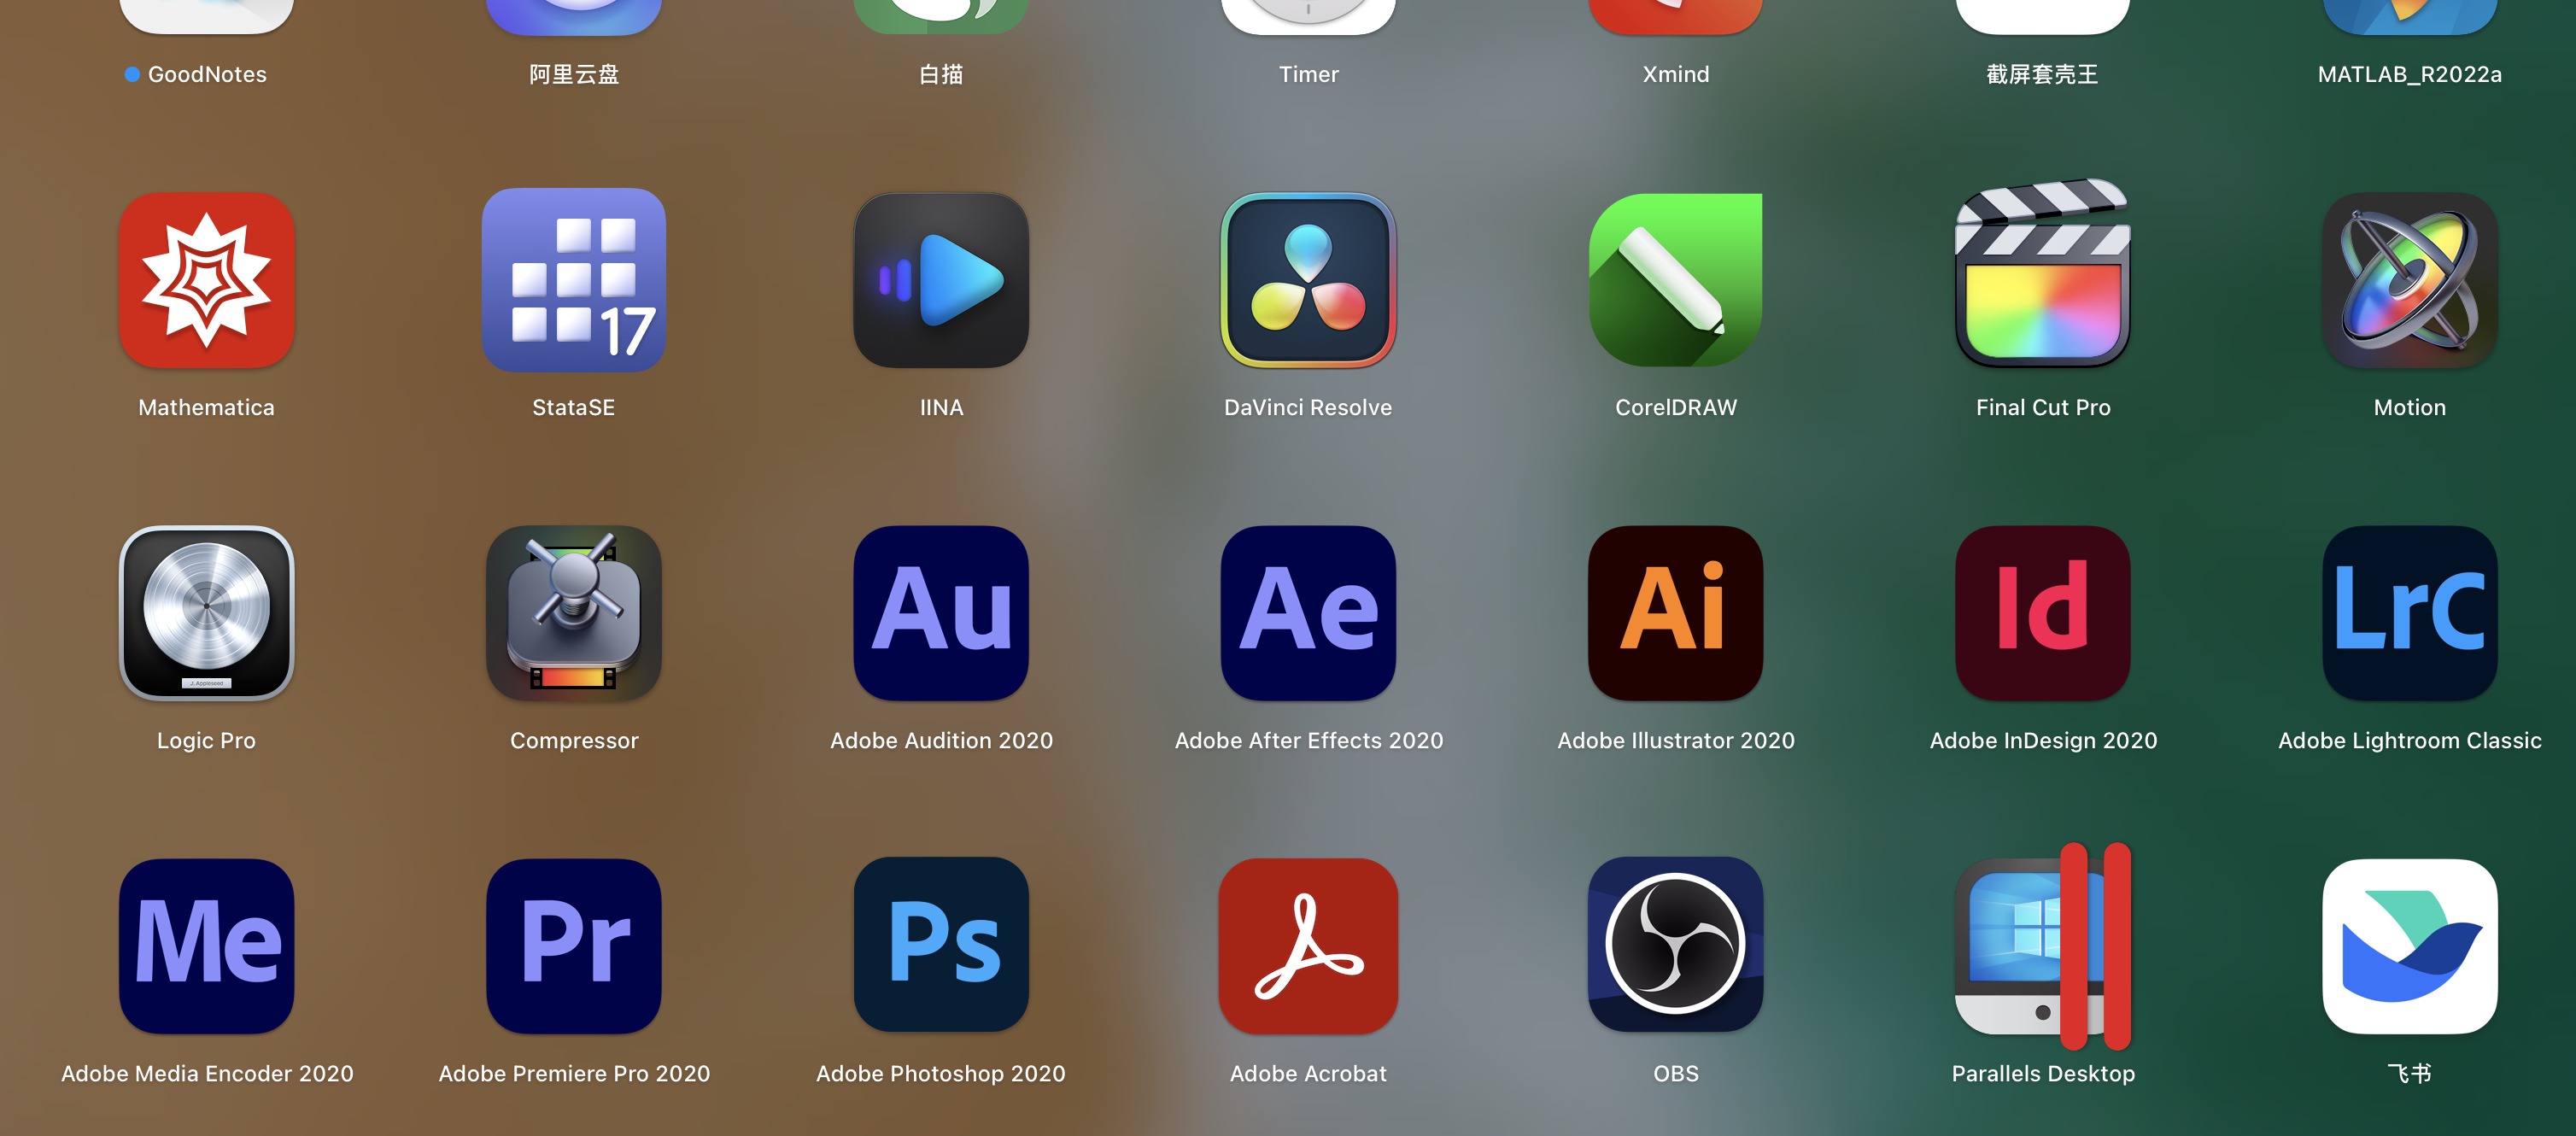 GoodNotes
阿里云盘
白描
Timer
Xmind
截屏套壳王
MATLAB_R2022a
17
Mathematica
StataSE
IINA
DaVinci Resolve
CorelDRAW
Final Cut Pro
Motion
J. Appleseed
Au
Ae
Ai
Id
LrC
Logic Pro
Compressor
Adobe Audition 2020
Adobe After Effects 2020
Adobe Illustrator 2020
Adobe InDesign 2020
Adobe Lightroom Classic
Me
Pr
Ps
Adobe Media Encoder 2020
Adobe Premiere Pro 2020
Adobe Photoshop 2020
Adobe Acrobat
OBS
Parallels Desktop
飞书